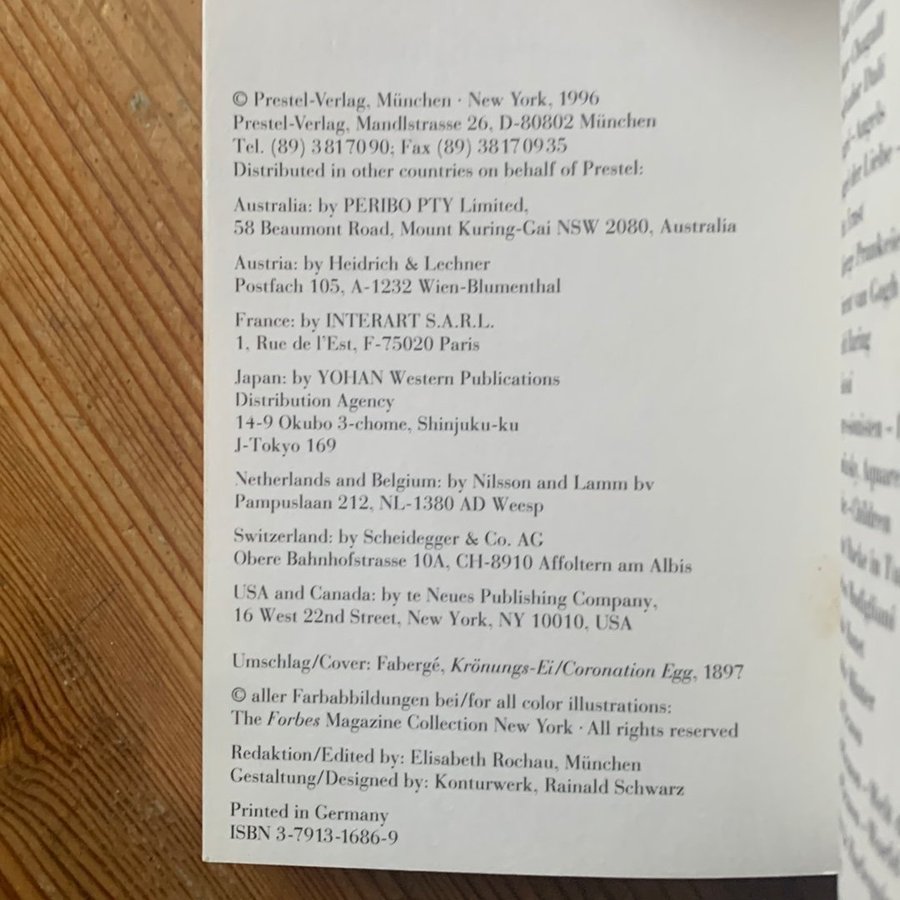 © Prestel-Verlag, München · New York, 1996
Prestel-Verlag, Mandlstrasse 26, D-80802 München
Tel. (89) 3817090; Fax (89) 38170935
Distributed in other countries on behalf of Prestel:
Australia: by PERIBO PTY Limited,
58 Beaumont Road, Mount Kuring-Gai NSW 2080, Australia
Austria: by Heidrich & Lechner
Postfach 105, A-1232 Wien-Blumenthal
France: by INTERART S.A.R.L.
1, Rue de l'Est, F-75020 Paris
Japan: by YOHAN Western Publications
Distribution Agency
14-9 Okubo 3-chome, Shinjuku-ku
J-Tokyo 169
Netherlands and Belgium: by Nilsson and Lamm bv
Pampuslaan 212, NL-1380 AD Weesp
Switzerland: by Scheidegger & Co. AG
Obere Bahnhofstrasse 10A, CH-8910 Affoltern am Albis
USA and Canada: by te Neues Publishing Company,
16 West 22nd Street, New York, NY 10010, USA
Umschlag/Cover: Fabergé, Krönungs-Ei/Coronation Egg, 1897
© aller Farbabbildungen bei/for all color illustrations:
The Forbes Magazine Collection New York · All rights reserved
Redaktion/Edited by: Elisabeth Rochau, München
Gestaltung/Designed by: Konturwerk, Rainald Schwarz
Printed in Germany
ISBN 3-7913-1686-9
der Liebe –
van Gogh
Children